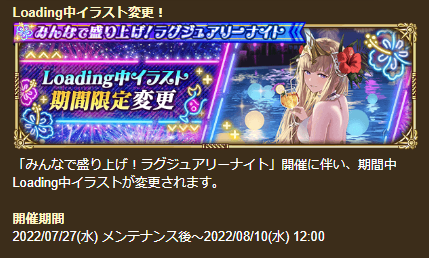 Loading中イラスト変更！
みんなで盛り上げ！ラグジュアリーナイト
Loading中イラスト
期間限定変更
「みんなで盛り上げ！ラグジュアリーナイト」開催に伴い、期間中
Loading中イラストが変更されます。
開催期間
2022/07/27(水) メンテナンス後～2022/08/10(水) 12:00